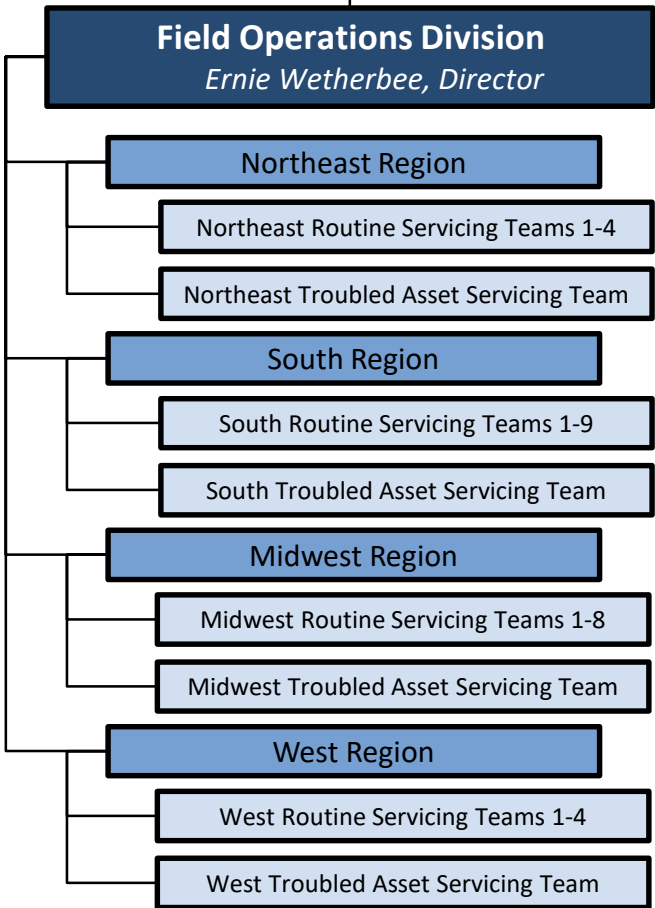 Field Operations Division
Ernie Wetherbee, Director
Northeast Region
Northeast Routine Servicing Teams 1-4
Northeast Troubled Asset Servicing Team
South Region
South Routine Servicing Teams 1-9
South Troubled Asset Servicing Team
Midwest Region
Midwest Routine Servicing Teams 1-8
Midwest Troubled Asset Servicing Team
West Region
West Routine Servicing Teams 1-4
West Troubled Asset Servicing Team